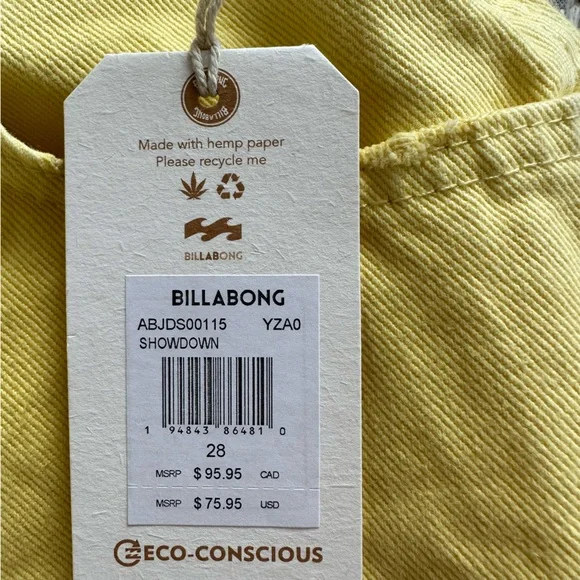 BILLABONG
Made with hemp paper
Please recycle me
BILLABONG
BILLABONG
ABJDS00115 YZA0
SHOWDOWN
1 94843 86481 0
28
MSRP $95.95 CAD
MSRP $75.95 USD
ECO-CONSCIOUS